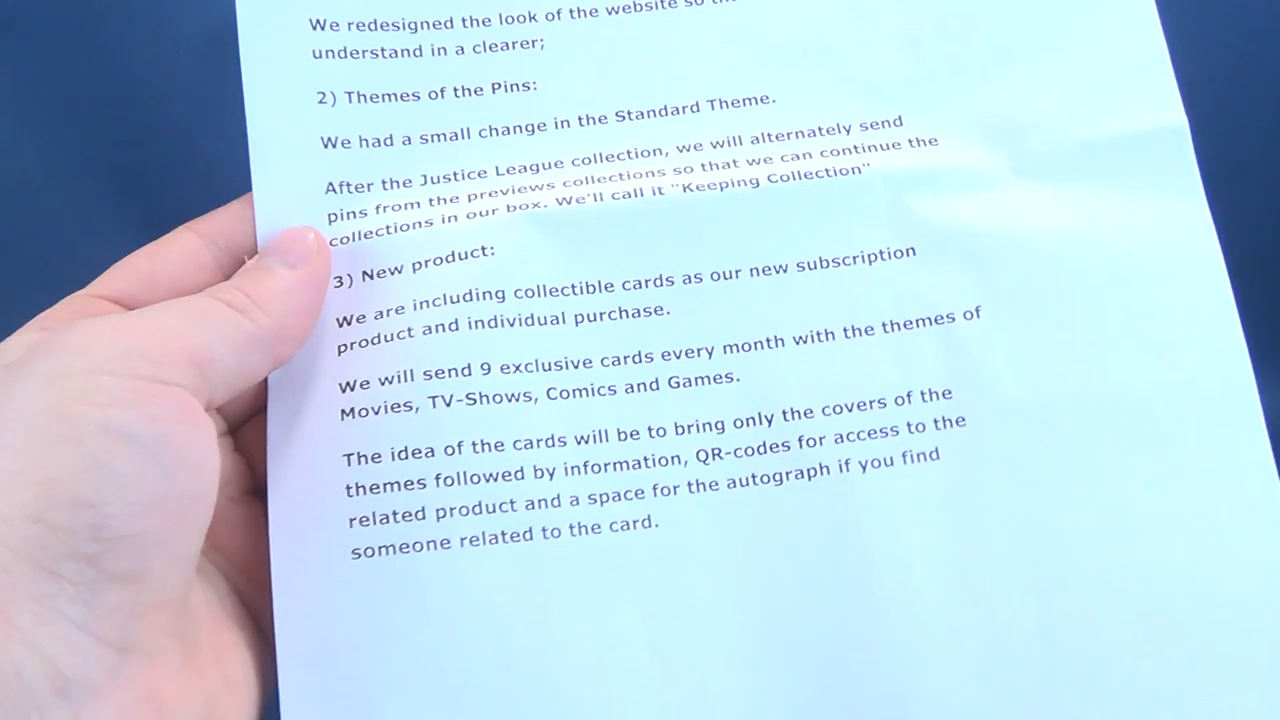 We redesigned the look of the website so
understand in a clearer;
2) Themes of the Pins:
We had a small change in the Standard Theme.
After the Justice League collection, we will alternately send
pins from the previews collections so that we can continue the
collections in our box. We'll call it "Keeping Collection"
3) New product:
We are including collectible cards as our new subscription
product and individual purchase.
We will send 9 exclusive cards every month with the themes of
Movies, TV-Shows, Comics and Games.
The idea of the cards will be to bring only the covers of the
themes followed by information, QR-codes for access to the
related product and a space for the autograph if you find
someone related to the card.